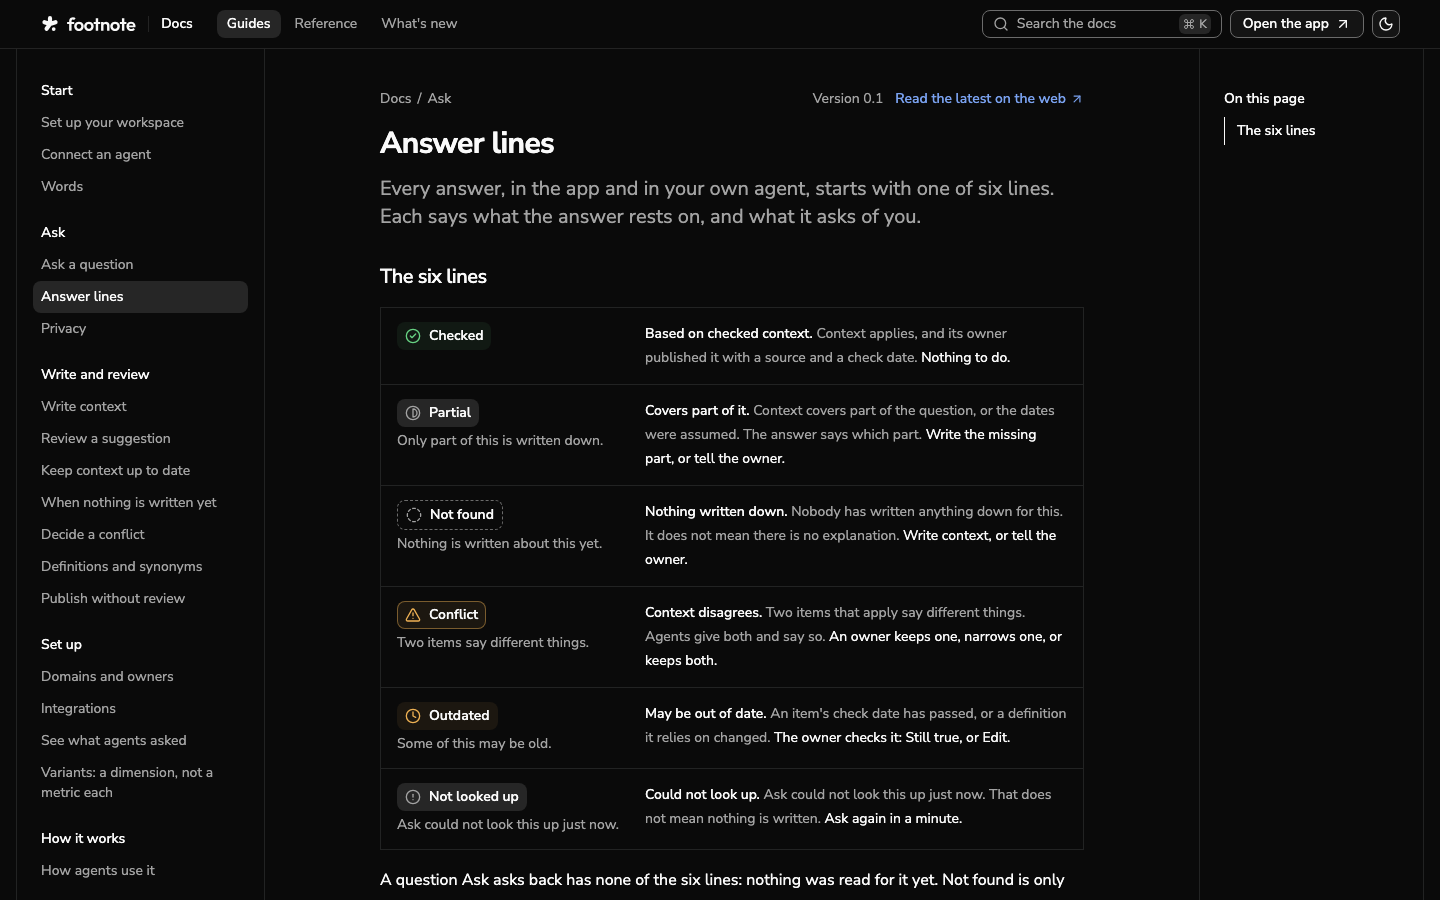 footnote
Docs
Guides
Reference
What's new
Search the docs
⌘ K
Open the app
Start
Set up your workspace
Connect an agent
Words
Ask
Ask a question
Answer lines
Privacy
Write and review
Write context
Review a suggestion
Keep context up to date
When nothing is written yet
Decide a conflict
Definitions and synonyms
Publish without review
Set up
Domains and owners
Integrations
See what agents asked
Variants: a dimension, not a
metric each
How it works
How agents use it
Docs / Ask
Version 0.1 Read the latest on the web
Answer lines
Every answer, in the app and in your own agent, starts with one of six lines.
Each says what the answer rests on, and what it asks of you.
The six lines
Checked
Based on checked context. Context applies, and its owner
published it with a source and a check date. Nothing to do.
Partial
Only part of this is written down.
Covers part of it. Context covers part of the question, or the dates
were assumed. The answer says which part. Write the missing
part, or tell the owner.
Not found
Nothing is written about this yet.
Nothing written down. Nobody has written anything down for this.
It does not mean there is no explanation. Write context, or tell the
owner.
Conflict
Two items say different things.
Context disagrees. Two items that apply say different things.
Agents give both and say so. An owner keeps one, narrows one, or
keeps both.
Outdated
Some of this may be old.
May be out of date. An item's check date has passed, or a definition
it relies on changed. The owner checks it: Still true, or Edit.
Not looked up
Ask could not look this up just now.
Could not look up. Ask could not look this up just now. That does
not mean nothing is written. Ask again in a minute.
A question Ask asks back has none of the six lines: nothing was read for it yet. Not found is only
On this page
The six lines